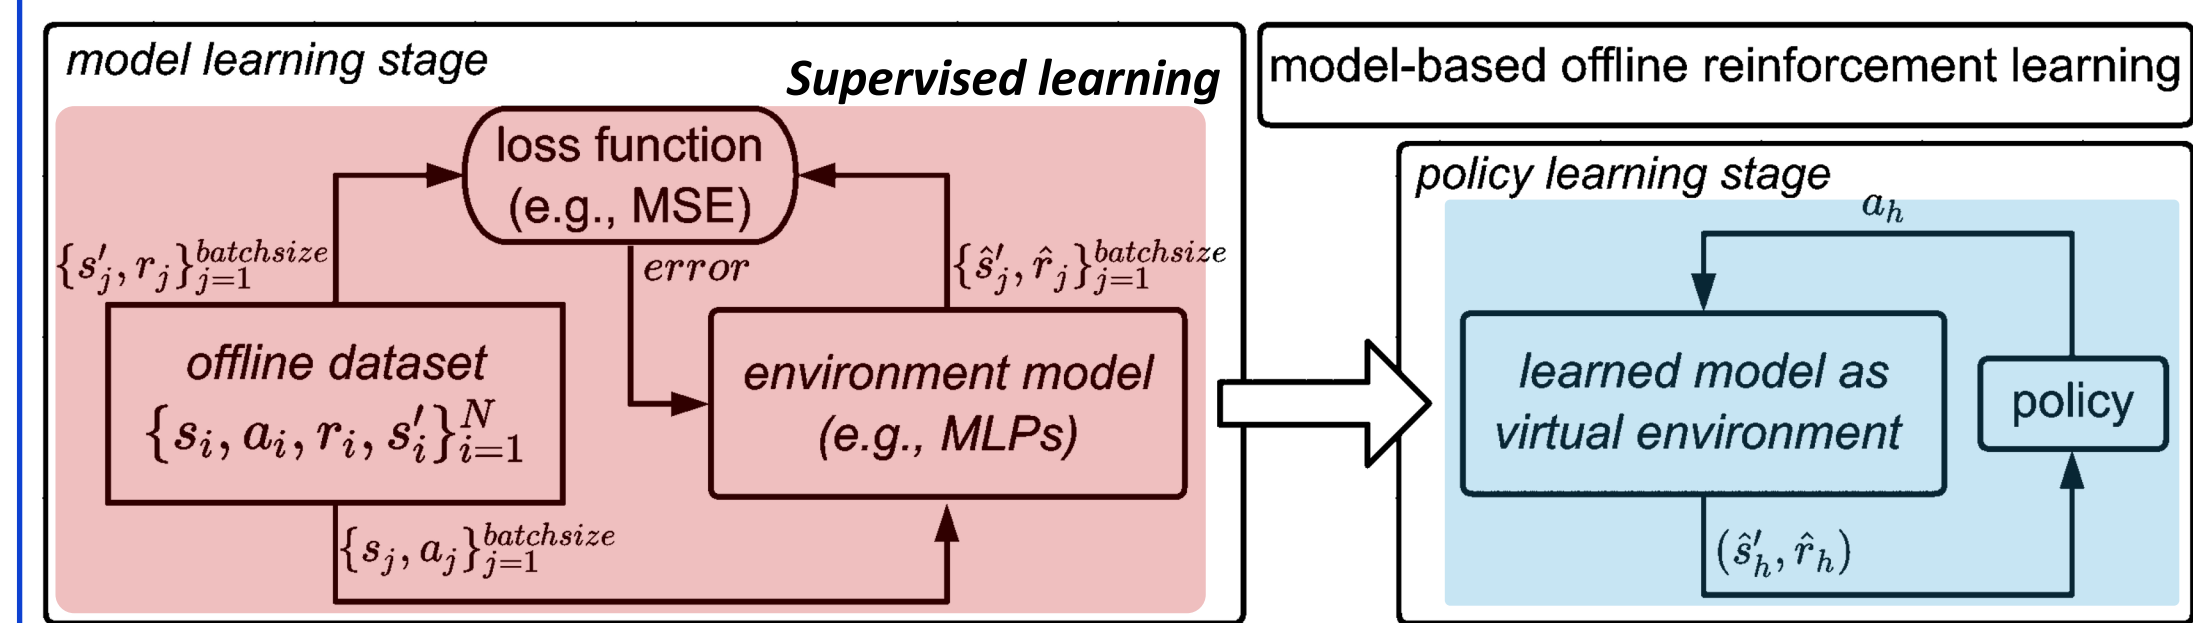 model learning stage
Supervised learning
loss function
(e.g., MSE)
{s'_j, r_j}_{j=1}^{batchsize}
error
{ŝ'_j, r̂_j}_{j=1}^{batchsize}
offline dataset
{s_i, a_i, r_i, s'_i}_{i=1}^{N}
environment model
(e.g., MLPs)
{s_j, a_j}_{j=1}^{batchsize}
model-based offline reinforcement learning
policy learning stage
a_h
learned model as
virtual environment
policy
(ŝ'_h, r̂_h)